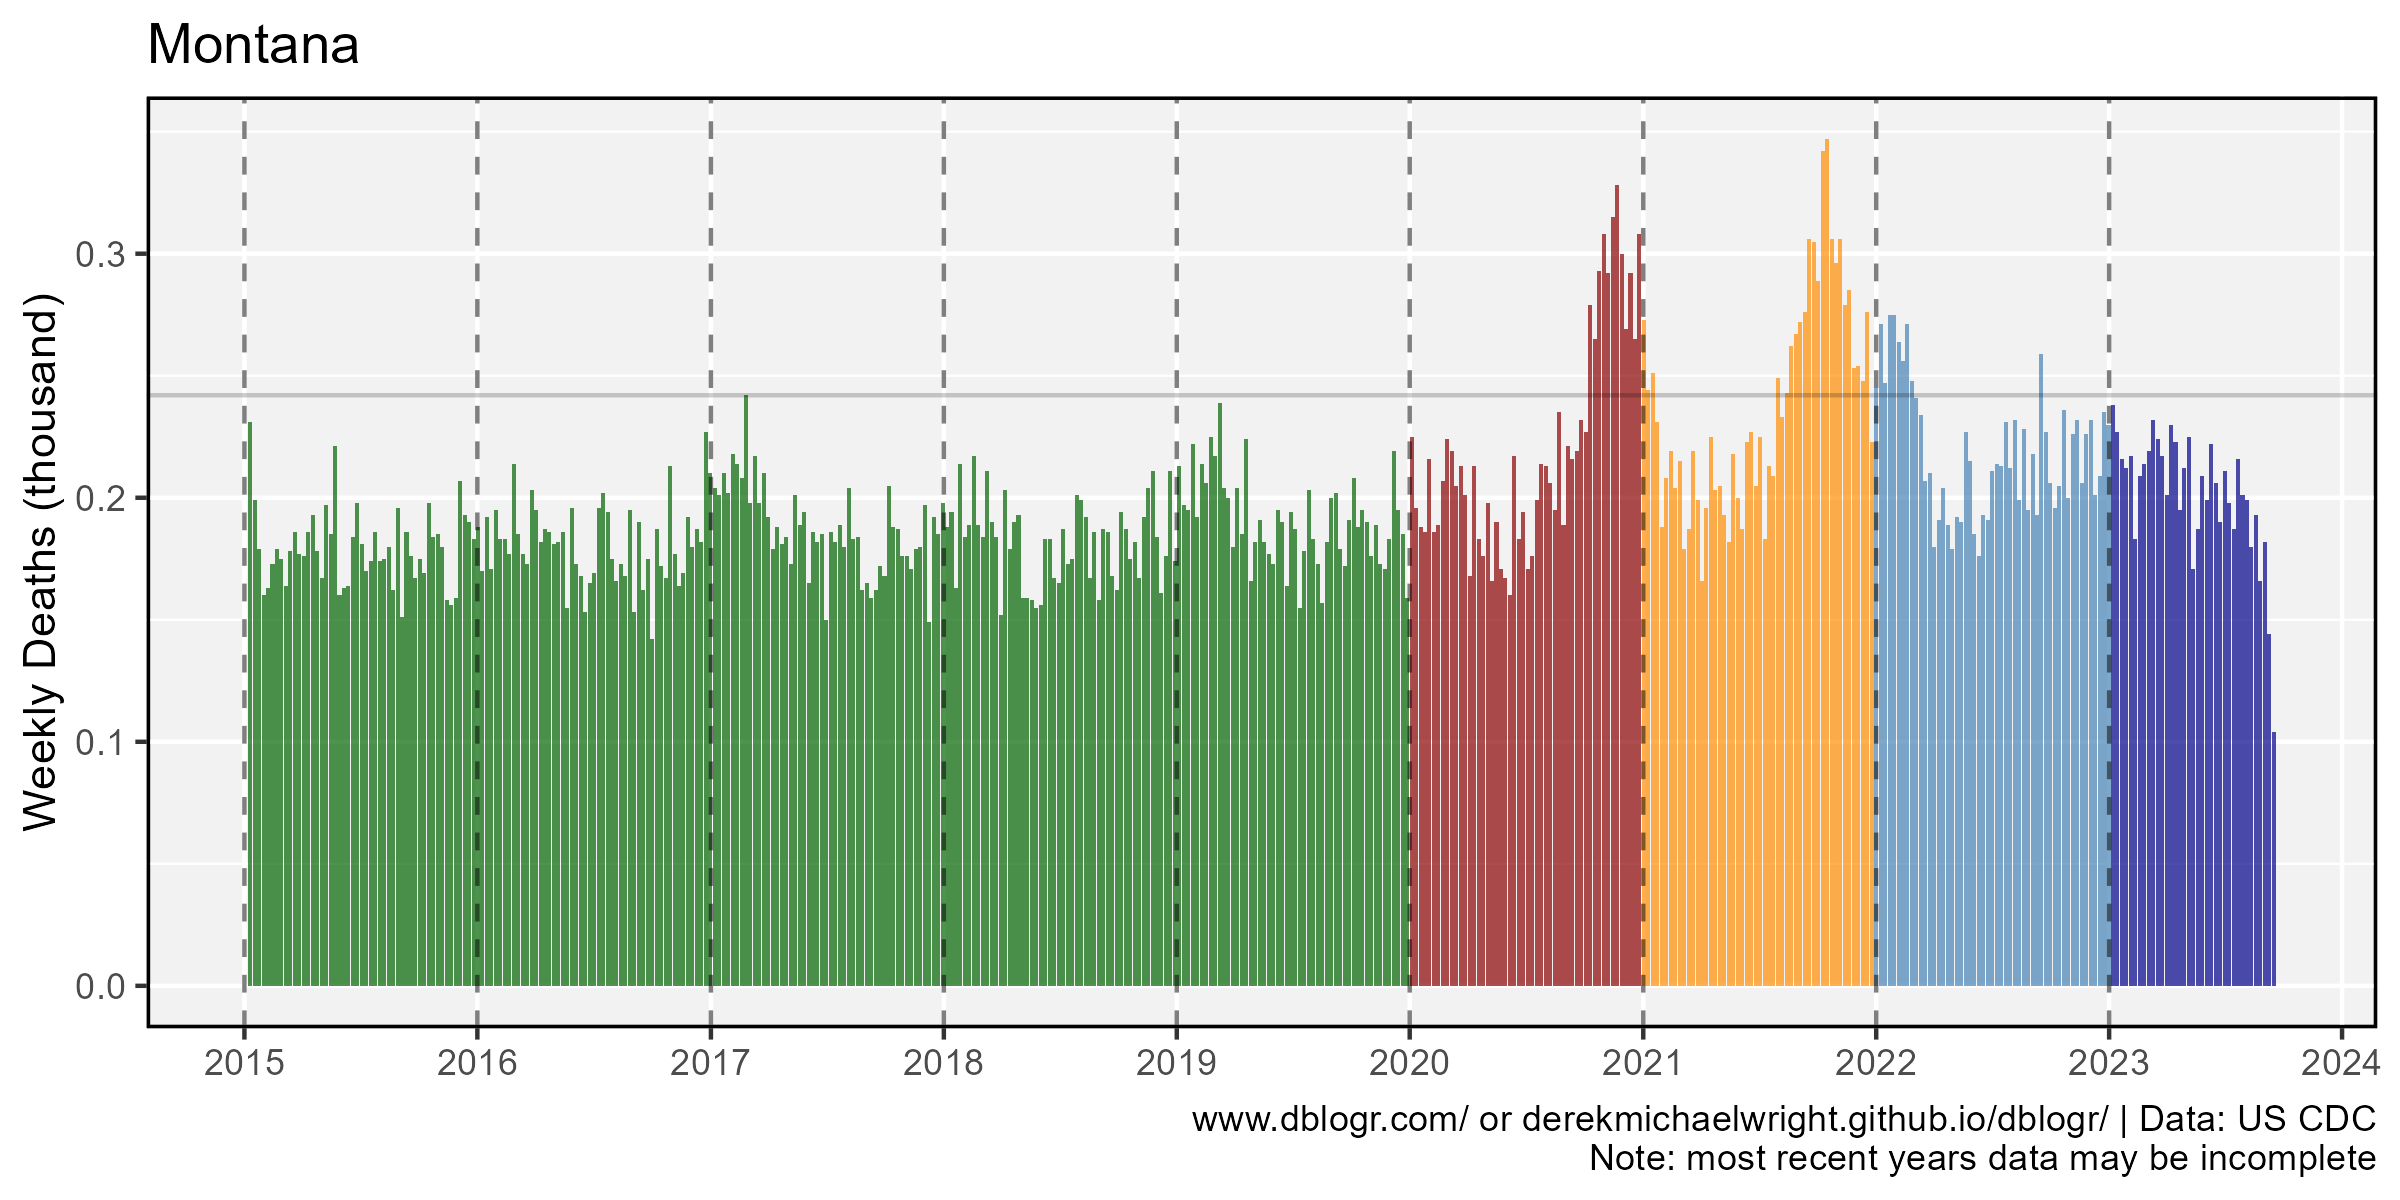 Montana
Weekly Deaths (thousand)
0.3
0.2
0.1
0.0
2015 2016 2017 2018 2019 2020 2021 2022 2023 2024
www.dblogr.com/ or derekmichaelwright.github.io/dblogr/ | Data: US CDC
Note: most recent years data may be incomplete